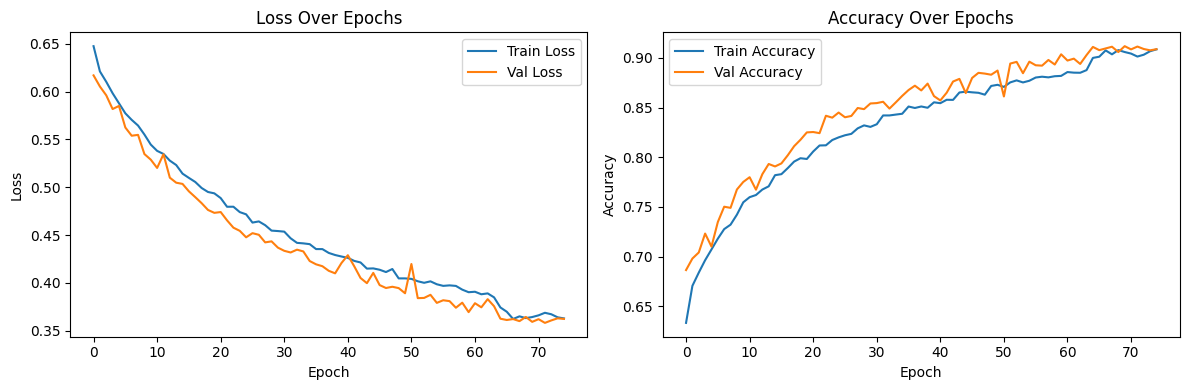 Loss Over Epochs
Train Loss
Val Loss
0.65
0.60
0.55
0.50
0.45
0.40
0.35
Loss
0 10 20 30 40 50 60 70
Epoch
Accuracy Over Epochs
Train Accuracy
Val Accuracy
0.90
0.85
0.80
0.75
0.70
0.65
Accuracy
0 10 20 30 40 50 60 70
Epoch